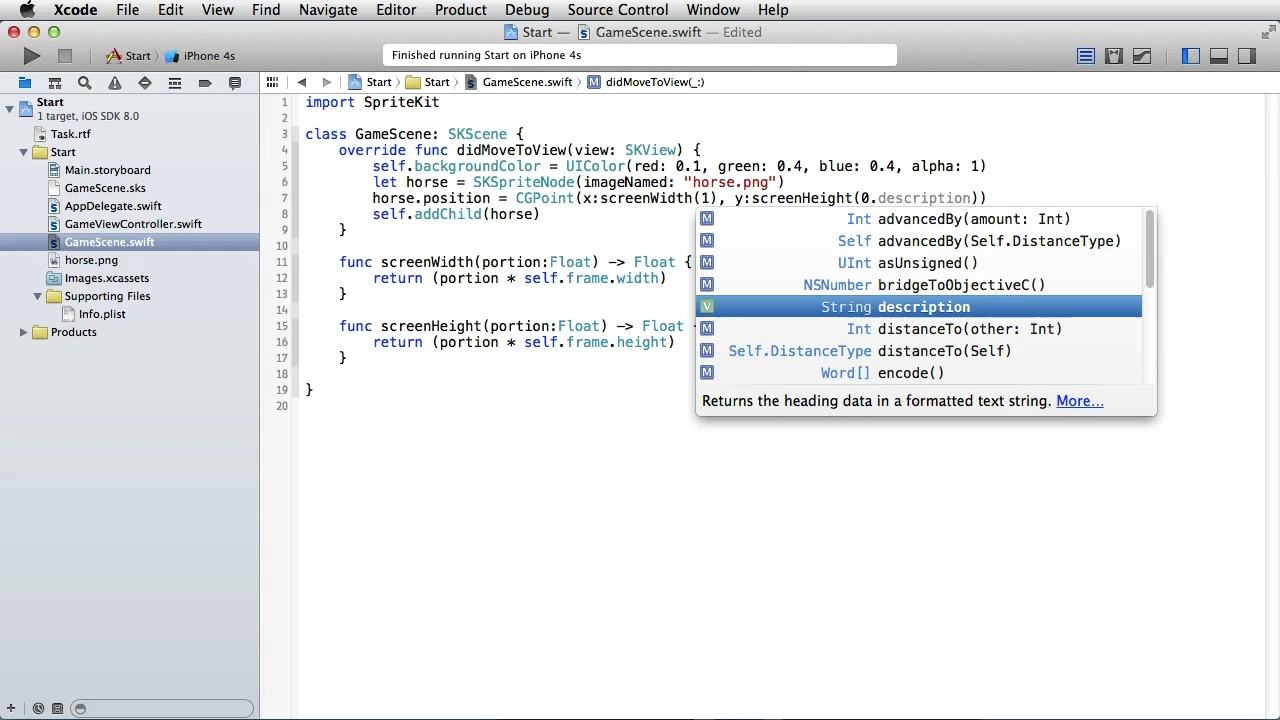 Xcode File Edit View Find Navigate Editor Product Debug Source Control Window Help
Start — GameScene.swift — Edited
Start iPhone 4s Finished running Start on iPhone 4s
Start Start GameScene.swift M didMoveToView(_:)
Start
1 target, iOS SDK 8.0
Task.rtf
Start
Main.storyboard
GameScene.sks
AppDelegate.swift
GameViewController.swift
GameScene.swift
horse.png
Images.xcassets
Supporting Files
Info.plist
Products
1 import SpriteKit
2
3 class GameScene: SKScene {
4 override func didMoveToView(view: SKView) {
5 self.backgroundColor = UIColor(red: 0.1, green: 0.4, blue: 0.4, alpha: 1)
6 let horse = SKSpriteNode(imageNamed: "horse.png")
7 horse.position = CGPoint(x:screenWidth(1), y:screenHeight(0.description))
8 self.addChild(horse)
9 }
10
11 func screenWidth(portion:Float) -> Float {
12 return (portion * self.frame.width)
13 }
14
15 func screenHeight(portion:Float) -> Float {
16 return (portion * self.frame.height)
17 }
18
19 }
20
M Int advancedBy(amount: Int)
M Self advancedBy(Self.DistanceType)
M UInt asUnsigned()
M NSNumber bridgeToObjectiveC()
V String description
M Int distanceTo(other: Int)
M Self.DistanceType distanceTo(Self)
M Word[] encode()
Returns the heading data in a formatted text string. More...